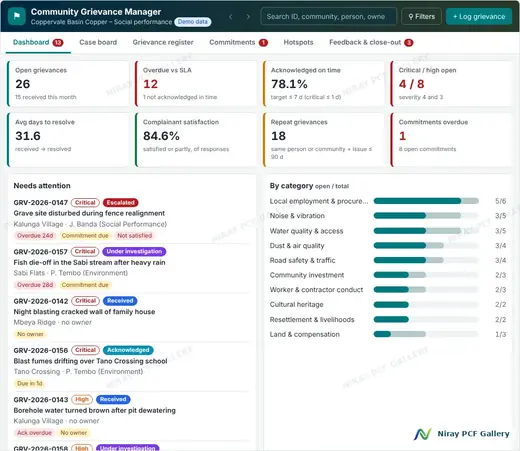 Community Grievance Manager
Coppervale Basin Copper – Social performance Demo data
Search ID, community, person, owne
Filters
+ Log grievance
Dashboard 13
Case board
Grievance register
Commitments 1
Hotspots
Feedback & close-out 3
Open grievances
26
15 received this month
Overdue vs SLA
12
1 not acknowledged in time
Acknowledged on time
78.1%
target ≤ 7 d (critical ≤ 1 d)
Critical / high open
4 / 8
severity 4 and 3
Avg days to resolve
31.6
received → resolved
Complainant satisfaction
84.6%
satisfied or partly, of responses
Repeat grievances
18
same person or community + issue ≤
90 d
Commitments overdue
1
8 open commitments
Needs attention
GRV-2026-0147 Critical Escalated
Grave site disturbed during fence realignment
Kalunga Village · J. Banda (Social Performance)
Overdue 24d Commitment due Not satisfied
GRV-2026-0157 Critical Under investigation
Fish die-off in the Sabi stream after heavy rain
Sabi Flats · P. Tembo (Environment)
Overdue 28d Commitment due
GRV-2026-0142 Critical Received
Night blasting cracked wall of family house
Mbeya Ridge · no owner
No owner
GRV-2026-0156 Critical Acknowledged
Blast fumes drifting over Tano Crossing school
Tano Crossing · P. Tembo (Environment)
Due in 1d
GRV-2026-0143 High Received
Borehole water turned brown after pit dewatering
Kalunga Village · no owner
Ack overdue No owner
GRV-2026-0158 High Under investigation
By category open / total
Local employment & procure... 5/6
Noise & vibration 3/5
Water quality & access 3/5
Dust & air quality 3/4
Road safety & traffic 3/4
Community investment 2/3
Worker & contractor conduct 2/3
Cultural heritage 2/2
Resettlement & livelihoods 2/2
Land & compensation 1/3
NIRAY PCF GALLERY
Niray PCF Gallery